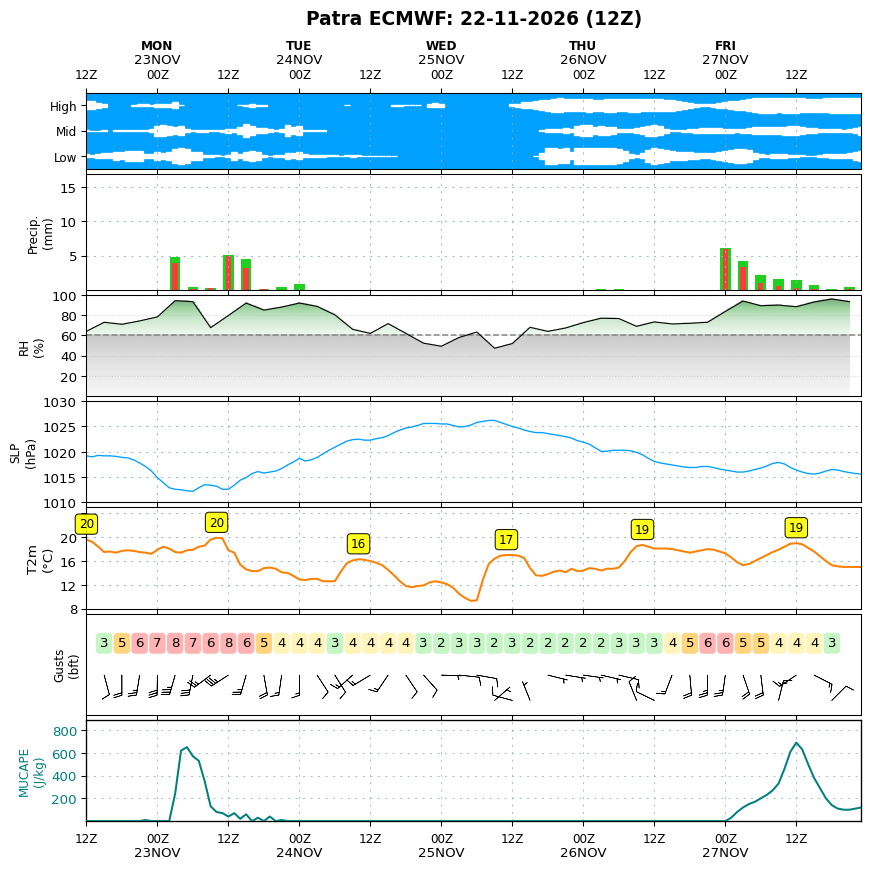 Patra ECMWF: 22-11-2026 (12Z)
MON TUE WED THU FRI
23NOV 24NOV 25NOV 26NOV 27NOV
12Z 00Z 12Z 00Z 12Z 00Z 12Z 00Z 12Z 00Z 12Z
High
Mid
Low
Precip.
(mm)
15
10
5
RH
(%)
100
80
60
40
20
SLP
(hPa)
1030
1025
1020
1015
1010
T2m
(°C)
20
16
12
8
20 20 16 17 19 19
Gusts
(bft)
3 5 6 7 8 7 6 8 6 5 4 4 4 3 4 4 4 4 3 2 3 3 2 3 2 2 2 2 2 3 3 3 4 5 6 6 5 5 4 4 4 3
MUCAPE
(J/kg)
800
600
400
200
12Z 00Z 12Z 00Z 12Z 00Z 12Z 00Z 12Z 00Z 12Z
23NOV 24NOV 25NOV 26NOV 27NOV